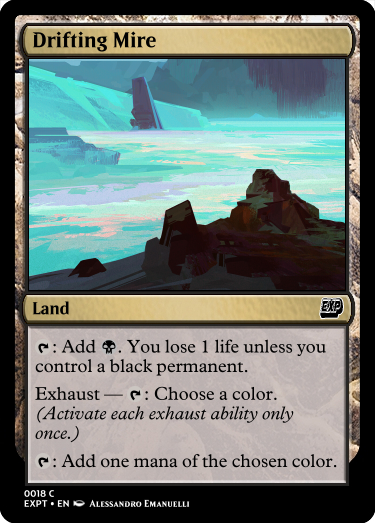 Drifting Mire
Land
EXP
: Add . You lose 1 life unless you
control a black permanent.
Exhaust — : Choose a color.
(Activate each exhaust ability only
once.)
: Add one mana of the chosen color.
0018 C
EXPT • EN Alessandro Emanuelli